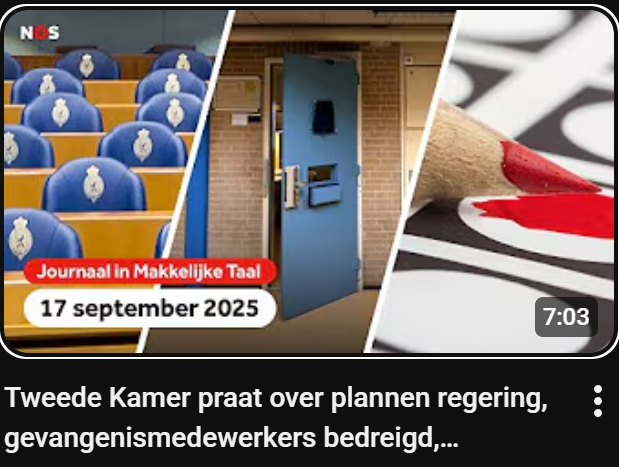 NOS
Journaal in Makkelijke Taal
17 september 2025
7:03
Tweede Kamer praat over plannen regering,
gevangenismedewerkers bedreigd,...